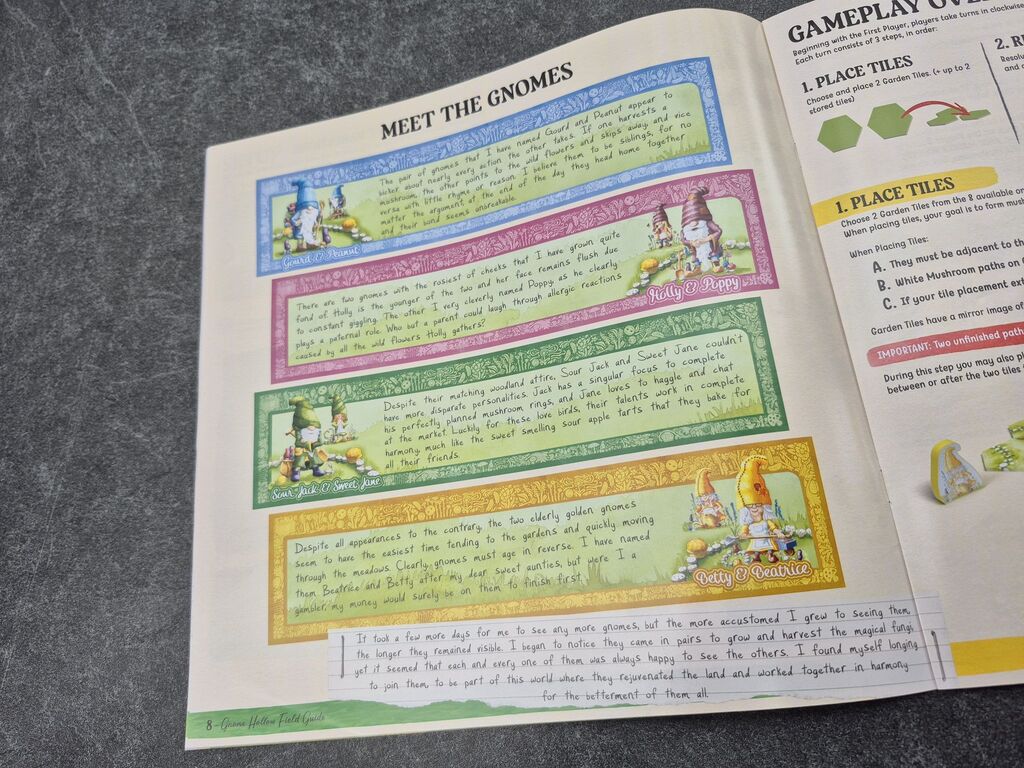 MEET THE GNOMES
The pair of gnomes that I have named Gourd and Peanut appear to
bicker about nearly every action the other takes. If one harvests a
mushroom, the other points to the wild flowers and skips away, and vice
versa with little rhyme or reason. I believe them to be siblings, for no
matter the argument, at the end of the day they head home together
and their bond seems unbreakable.
Gourd & Peanut
There are two gnomes with the rosiest of cheeks that I have grown quite
fond of. Holly is the younger of the two and her face remains flush due
to constant giggling. The other I very cleverly named Poppy, as he clearly
plays a paternal role. Who but a parent could laugh through allergic reactions
caused by all the wild flowers Holly gathers?
Holly & Poppy
Despite their matching woodland attire, Sour Jack and Sweet Jane couldn't
have more disparate personalities. Jack has a singular focus to complete
his perfectly planned mushroom rings, and Jane loves to haggle and chat
at the market. Luckily for these love birds, their talents work in complete
harmony, much like the sweet smelling sour apple tarts that they bake for
all their friends.
Sour Jack & Sweet Jane
Despite all appearances to the contrary, the two elderly golden gnomes
seem to have the easiest time tending to the gardens and quickly moving
through the meadows. Clearly, gnomes must age in reverse. I have named
them Beatrice and Betty after my dear sweet aunties, but were I a
gambler, my money would surely be on them to finish first.
Betty & Beatrice
It took a few more days for me to see any more gnomes, but the more accustomed I grew to seeing them,
the longer they remained visible. I began to notice they came in pairs to grow and harvest the magical fungi,
yet it seemed that each and every one of them was always happy to see the others. I found myself longing
to join them, to be part of this world where they rejuvenated the land and worked together in harmony
for the betterment of them all.
8 - Gnome Hollow Field Guide
GAMEPLAY
Beginning with the First Player, players take turns in clockwise
Each turn consists of 3 steps, in order:
1. PLACE TILES
Choose and place 2 Garden Tiles. (+ up to 2
stored tiles)
2.
1. PLACE TILES
Choose 2 Garden Tiles from the 8 available
When placing tiles, your goal is to form
When Placing Tiles:
A. They must be adjacent to
B. White Mushroom paths on
C. If your tile placement
Garden Tiles have a mirror image of
IMPORTANT: Two unfinished
During this step you may also
between or after the two tiles